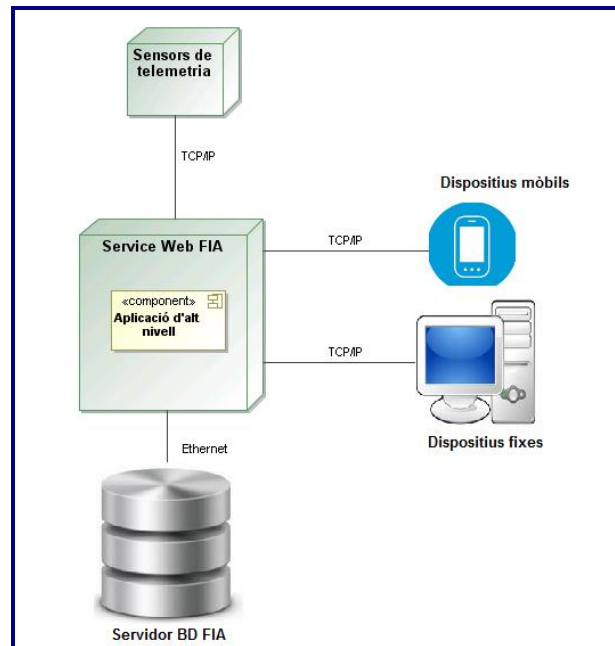 Sensors de
telemetria
TCP/IP
Dispositius mòbils
Service Web FIA
TCP/IP
«component»
Aplicació d'alt
nivell
TCP/IP
Dispositius fixes
Ethernet
Servidor BD FIA